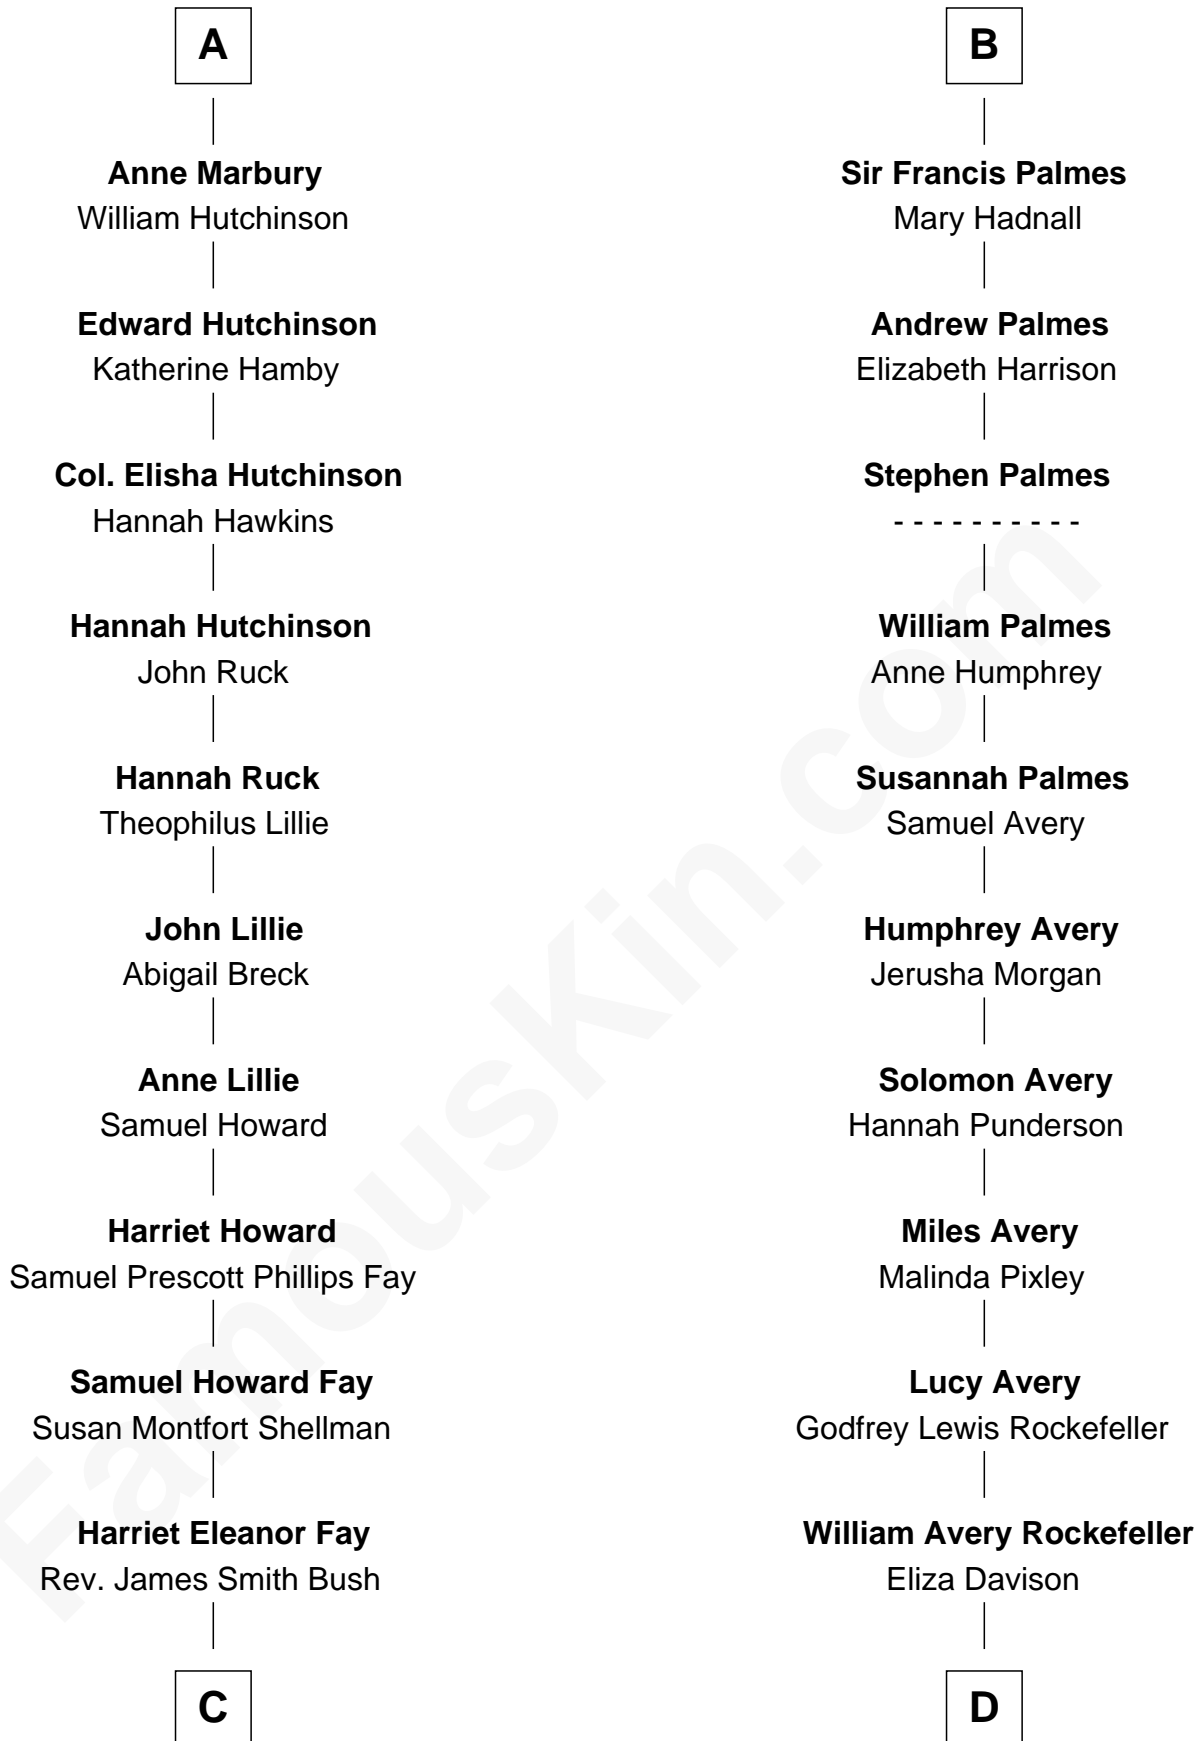 A
Anne Marbury
William Hutchinson
Edward Hutchinson
Katherine Hamby
Col. Elisha Hutchinson
Hannah Hawkins
Hannah Hutchinson
John Ruck
Hannah Ruck
Theophilus Lillie
John Lillie
Abigail Breck
Anne Lillie
Samuel Howard
Harriet Howard
Samuel Prescott Phillips Fay
Samuel Howard Fay
Susan Montfort Shellman
Harriet Eleanor Fay
Rev. James Smith Bush
C
B
Sir Francis Palmes
Mary Hadnall
Andrew Palmes
Elizabeth Harrison
Stephen Palmes
- - - - - - - - - -
William Palmes
Anne Humphrey
Susannah Palmes
Samuel Avery
Humphrey Avery
Jerusha Morgan
Solomon Avery
Hannah Punderson
Miles Avery
Malinda Pixley
Lucy Avery
Godfrey Lewis Rockefeller
William Avery Rockefeller
Eliza Davison
D
FamousKin.com